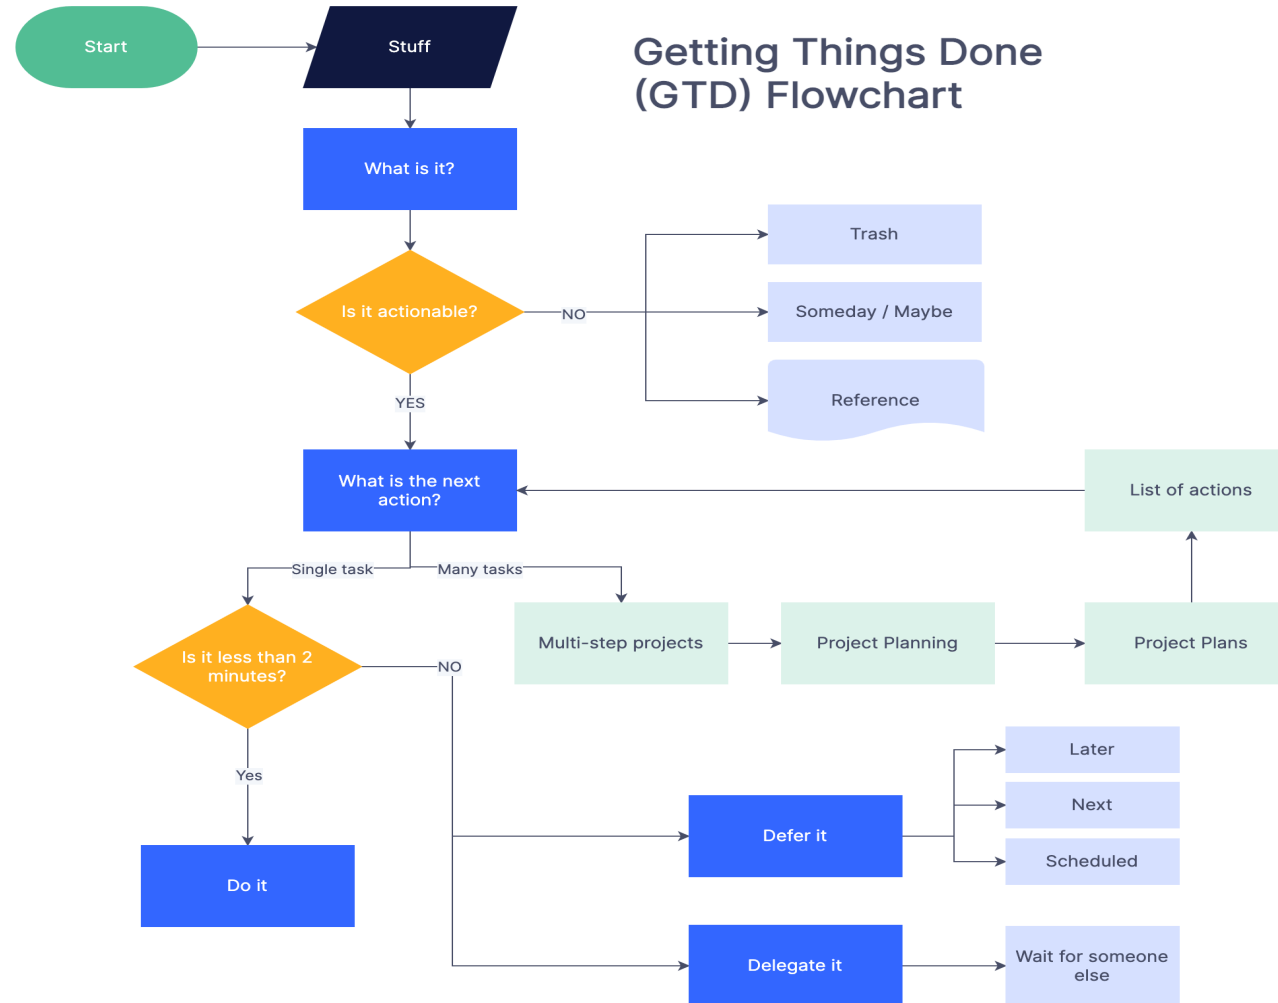 Start
Stuff
Getting Things Done
(GTD) Flowchart
What is it?
Is it actionable?
NO
Trash
Someday / Maybe
Reference
YES
What is the next
action?
List of actions
Single task
Many tasks
Multi-step projects
Project Planning
Project Plans
Is it less than 2
minutes?
NO
Yes
Do it
Defer it
Later
Next
Scheduled
Delegate it
Wait for someone
else